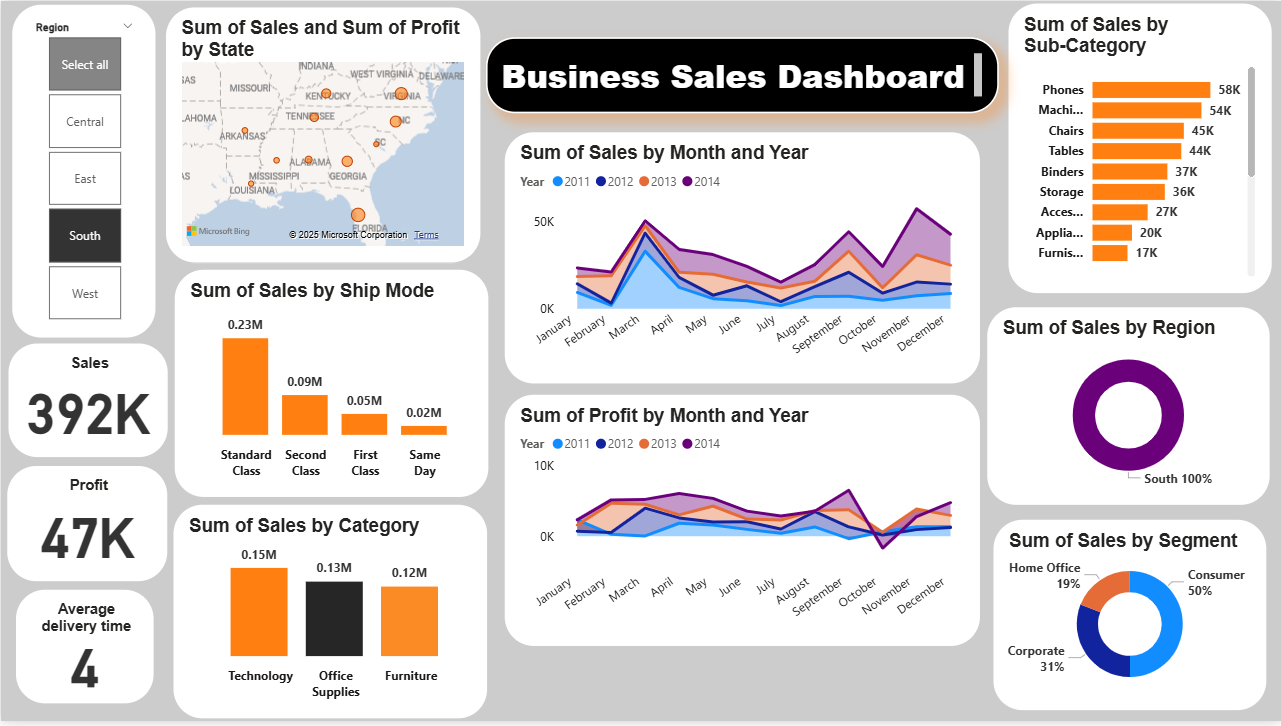 Region
Select all
Central
East
South
West
Sales
392K
Profit
47K
Average
delivery time
4
Sum of Sales and Sum of Profit
by State
INDIANA
WEST VIRGINIA
DELAWARE
MISSOURI
KENTUCKY
VIRGINIA
LAHOMA
TENNESSEE
NC
ARKANSAS
SC
ALABAMA
MISSISSIPPI
GEORGIA
LOUISIANA
FLORIDA
Microsoft Bing
© 2025 Microsoft Corporation Terms
Sum of Sales by Ship Mode
0.23M
0.09M
0.05M
0.02M
Standard
Class
Second
Class
First
Class
Same
Day
Sum of Sales by Category
0.15M
0.13M
0.12M
Technology
Office
Supplies
Furniture
Business Sales Dashboard
Sum of Sales by Month and Year
Year 2011 2012 2013 2014
50K
0K
January
February
March
April
May
June
July
August
September
October
November
December
Sum of Profit by Month and Year
Year 2011 2012 2013 2014
10K
0K
January
February
March
April
May
June
July
August
September
October
November
December
Sum of Sales by
Sub-Category
Phones 58K
Machi... 54K
Chairs 45K
Tables 44K
Binders 37K
Storage 36K
Acces... 27K
Applia... 20K
Furnis... 17K
Sum of Sales by Region
South 100%
Sum of Sales by Segment
Home Office
19%
Consumer
50%
Corporate
31%